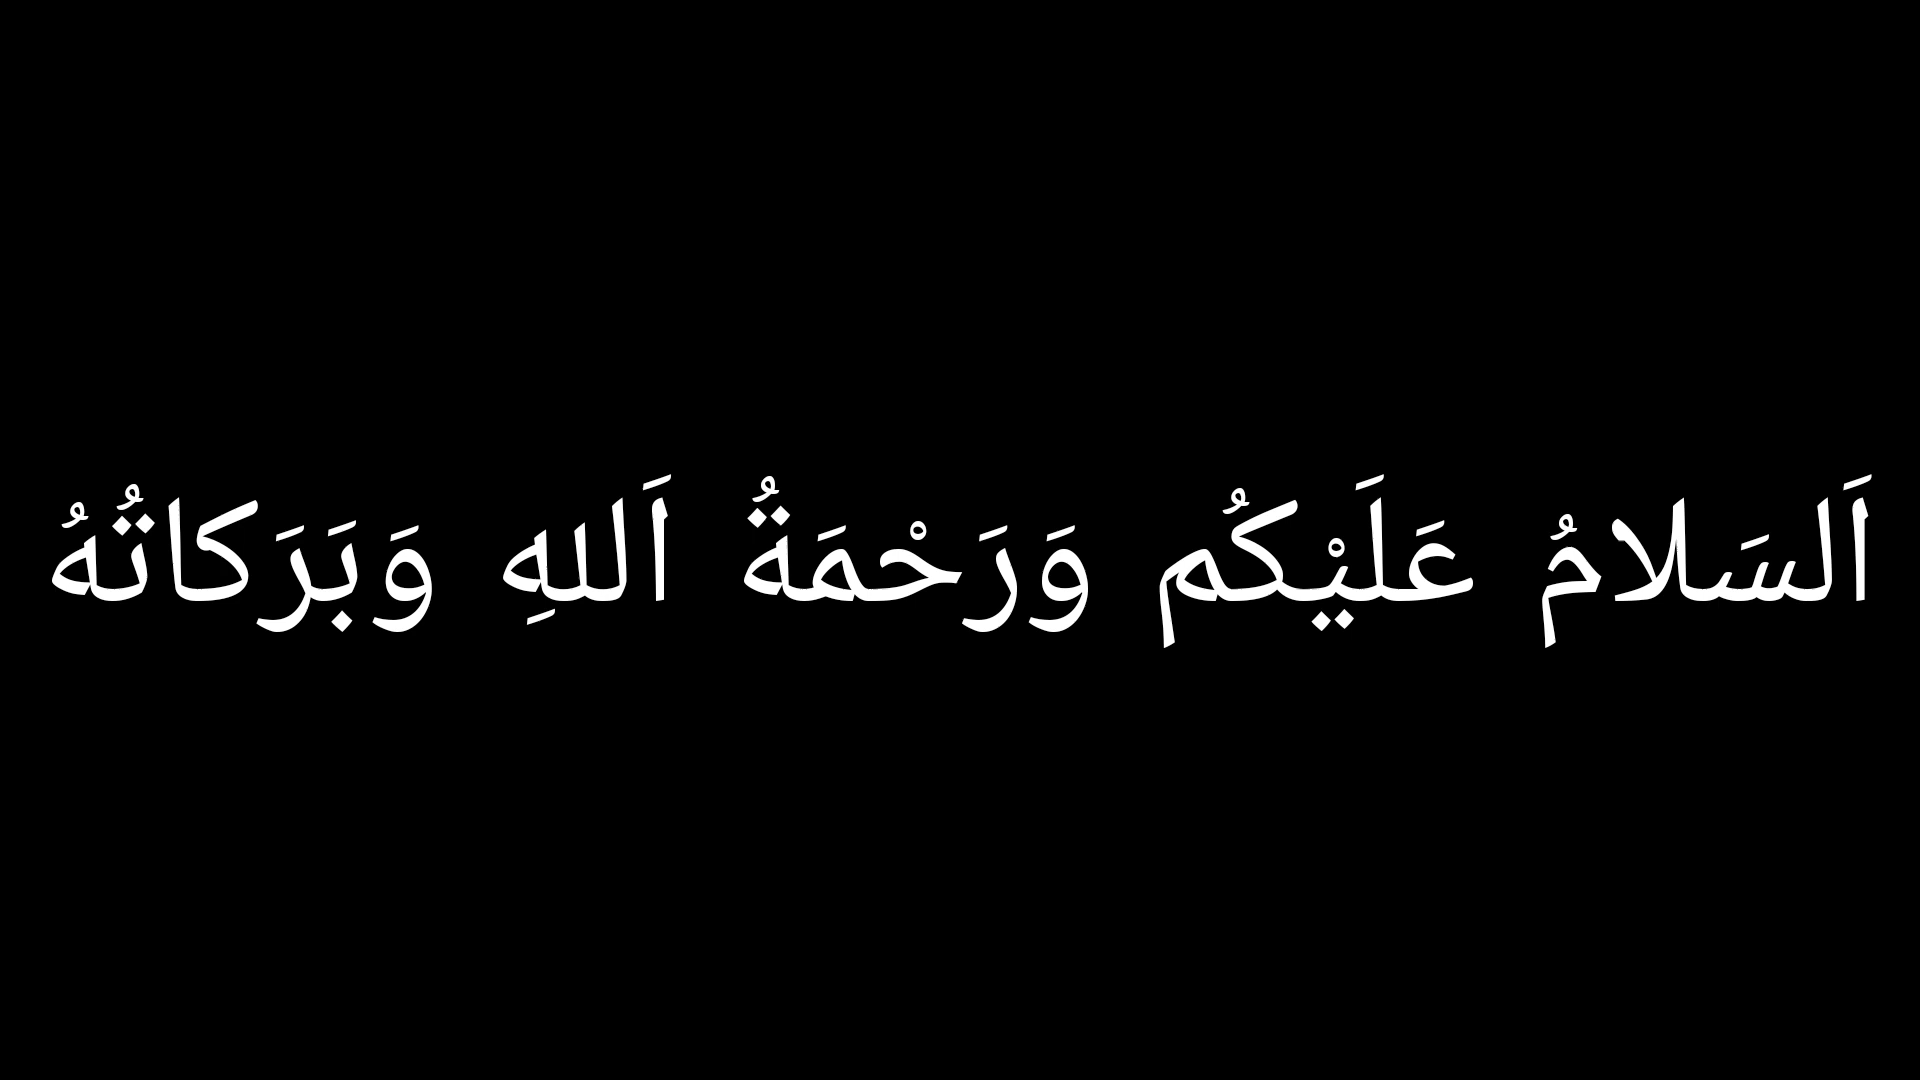 اَلسَلامُ عَلَيْكُم وَرَحْمَةُ اَللهِ وَبَرَكاتُهُ